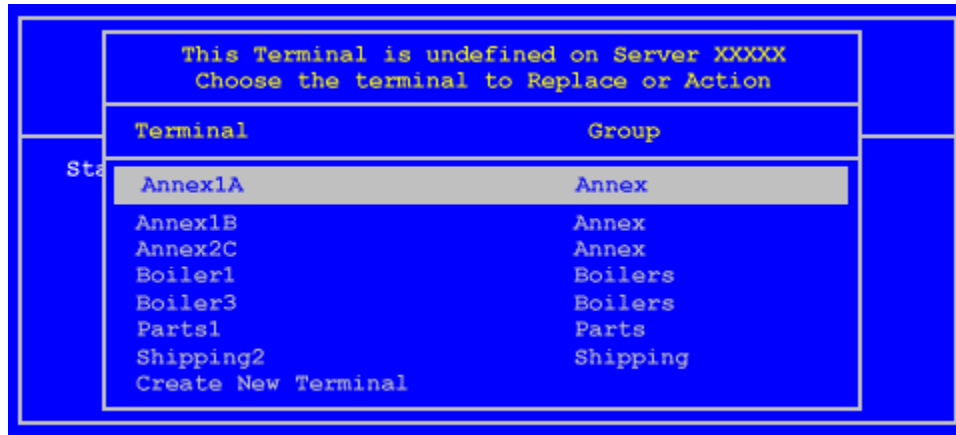 This Terminal is undefined on Server XXXXX
Choose the terminal to Replace or Action
Terminal Group
Sta
Annex1A Annex
Annex1B Annex
Annex2C Annex
Boiler1 Boilers
Boiler3 Boilers
Parts1 Parts
Shipping2 Shipping
Create New Terminal